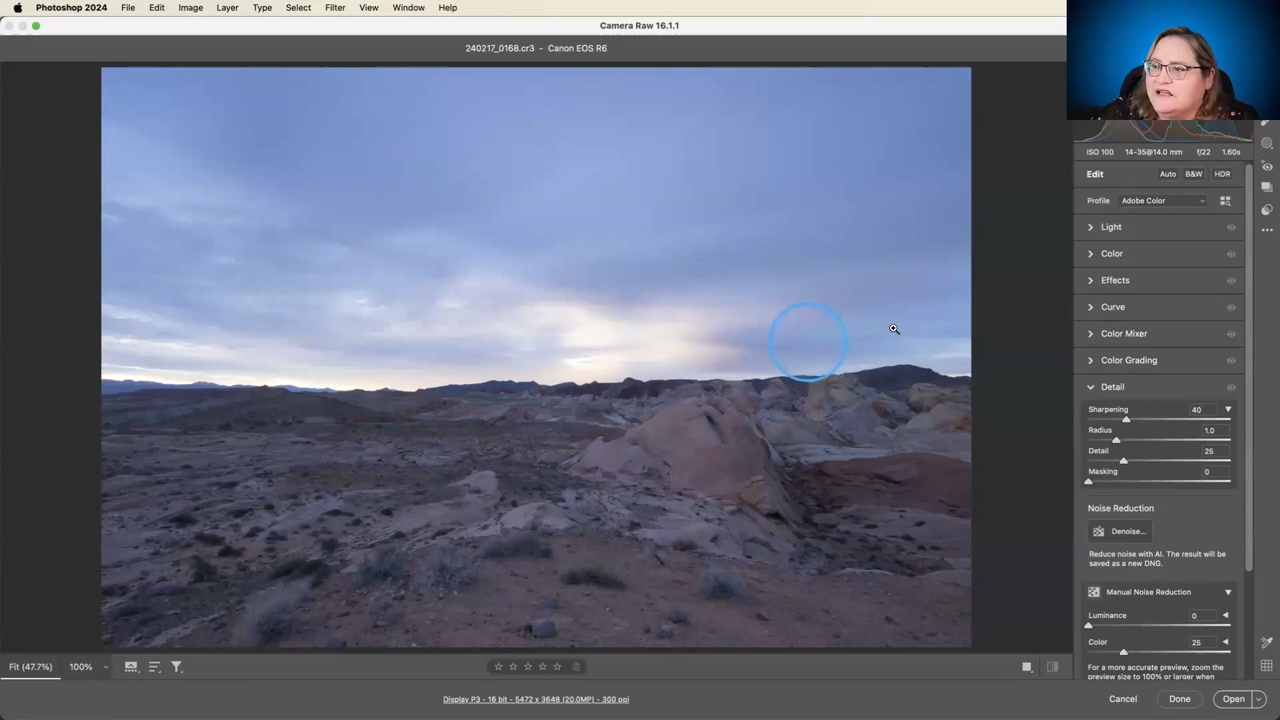 Photoshop 2024 File Edit Image Layer Type Select Filter View Window Help
Camera Raw 16.1.1
240217_0168.cr3 - Canon EOS R6
ISO 100 14-35@14.0 mm f/22 1.60s
Edit Auto B&W HDR
Profile Adobe Color
Light
Color
Effects
Curve
Color Mixer
Color Grading
Detail
Sharpening 40
Radius 1.0
Detail 25
Masking 0
Noise Reduction
Denoise...
Reduce noise with AI. The result will be
saved as a new DNG.
Manual Noise Reduction
Luminance 0
Color 25
For a more accurate preview, zoom the
preview size to 100% or larger when
Fit (47.7%) 100%
Display P3 - 16 bit - 5472 x 3648 (20.0MP) - 300 ppi
Cancel Done Open